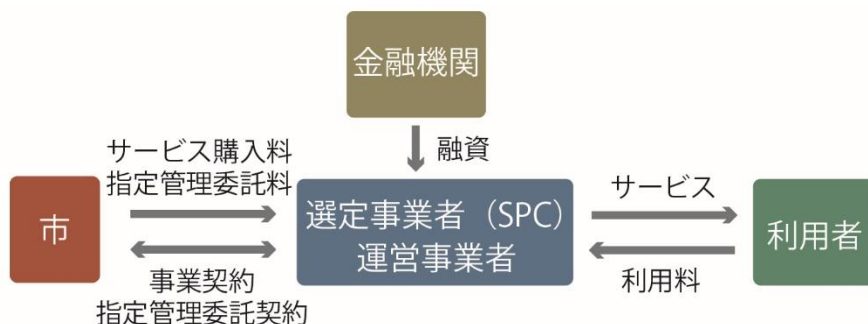 金融機関
融資
サービス購入料
指定管理委託料
市
事業契約
指定管理委託契約
選定事業者（SPC）
運営事業者
サービス
利用料
利用者